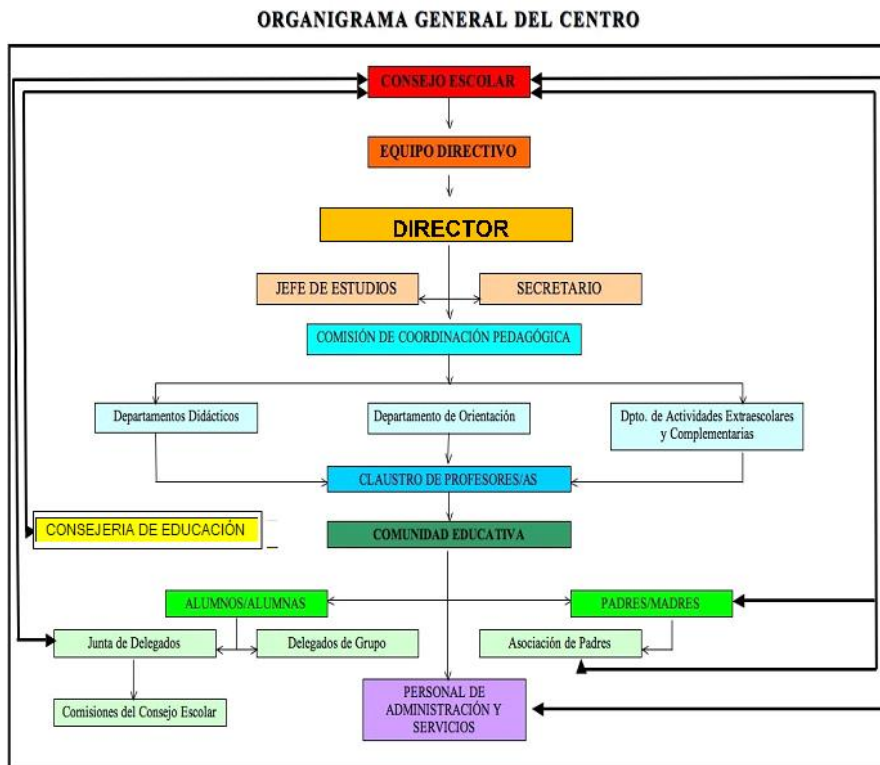 ORGANIGRAMA GENERAL DEL CENTRO
CONSEJO ESCOLAR
EQUIPO DIRECTIVO
DIRECTOR
JEFE DE ESTUDIOS
SECRETARIO
COMISIÓN DE COORDINACIÓN PEDAGÓGICA
Departamentos Didácticos
Departamento de Orientación
Dpto. de Actividades Extraescolares
y Complementarias
CLAUSTRO DE PROFESORES/AS
CONSEJERIA DE EDUCACIÓN
COMUNIDAD EDUCATIVA
ALUMNOS/ALUMNAS
PADRES/MADRES
Junta de Delegados
Delegados de Grupo
Asociación de Padres
Comisiones del Consejo Escolar
PERSONAL DE
ADMINISTRACIÓN Y
SERVICIOS